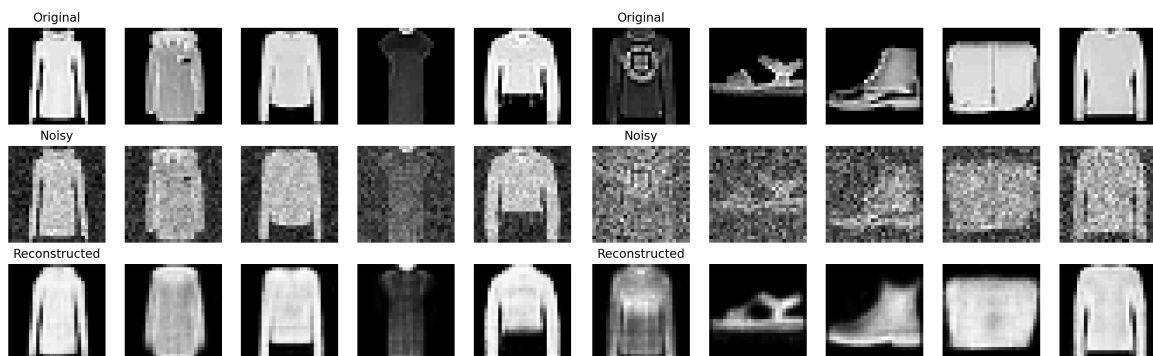 Original
Original
Noisy
Noisy
Reconstructed
Reconstructed